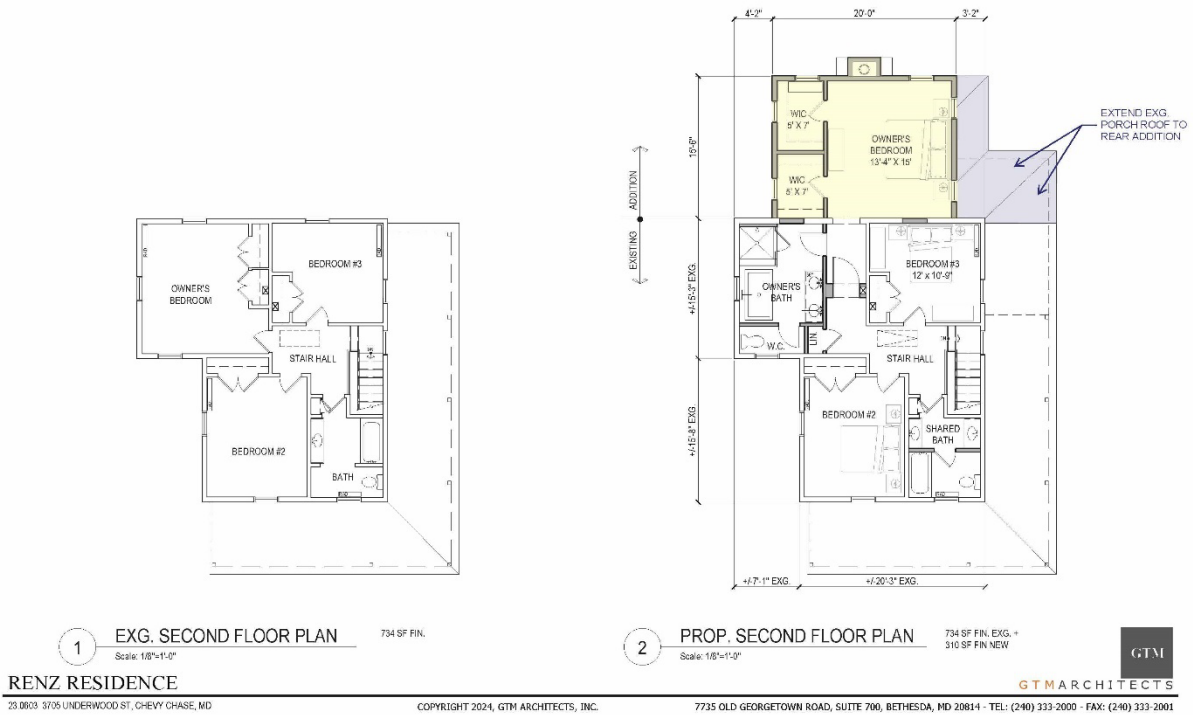 4'-2"
20'-0"
3'-2"
EXTEND EXG.
PORCH ROOF TO
REAR ADDITION
WIC
5' X 7'
OWNER'S
BEDROOM
13'-4" X 15'
WIC
5' X 7'
15'-6"
ADDITION
EXISTING
OWNER'S
BEDROOM
BEDROOM #3
STAIR HALL
BEDROOM #2
BATH
OWNER'S
BATH
BEDROOM #3
12' x 10'-9"
W.C.
LIN.
STAIR HALL
BEDROOM #2
SHARED
BATH
+/-15'-3" EXG.
+/-15'-8" EXG.
+/-7'-1" EXG.
+/-20'-3" EXG.
1
EXG. SECOND FLOOR PLAN
734 SF FIN.
Scale: 1/8"=1'-0"
2
PROP. SECOND FLOOR PLAN
734 SF FIN. EXG. +
310 SF FIN NEW
Scale: 1/8"=1'-0"
GTM
GTMARCHITECTS
RENZ RESIDENCE
23.0603 3705 UNDERWOOD ST, CHEVY CHASE, MD
COPYRIGHT 2024, GTM ARCHITECTS, INC.
7735 OLD GEORGETOWN ROAD, SUITE 700, BETHESDA, MD 20814 - TEL: (240) 333-2000 - FAX: (240) 333-2001